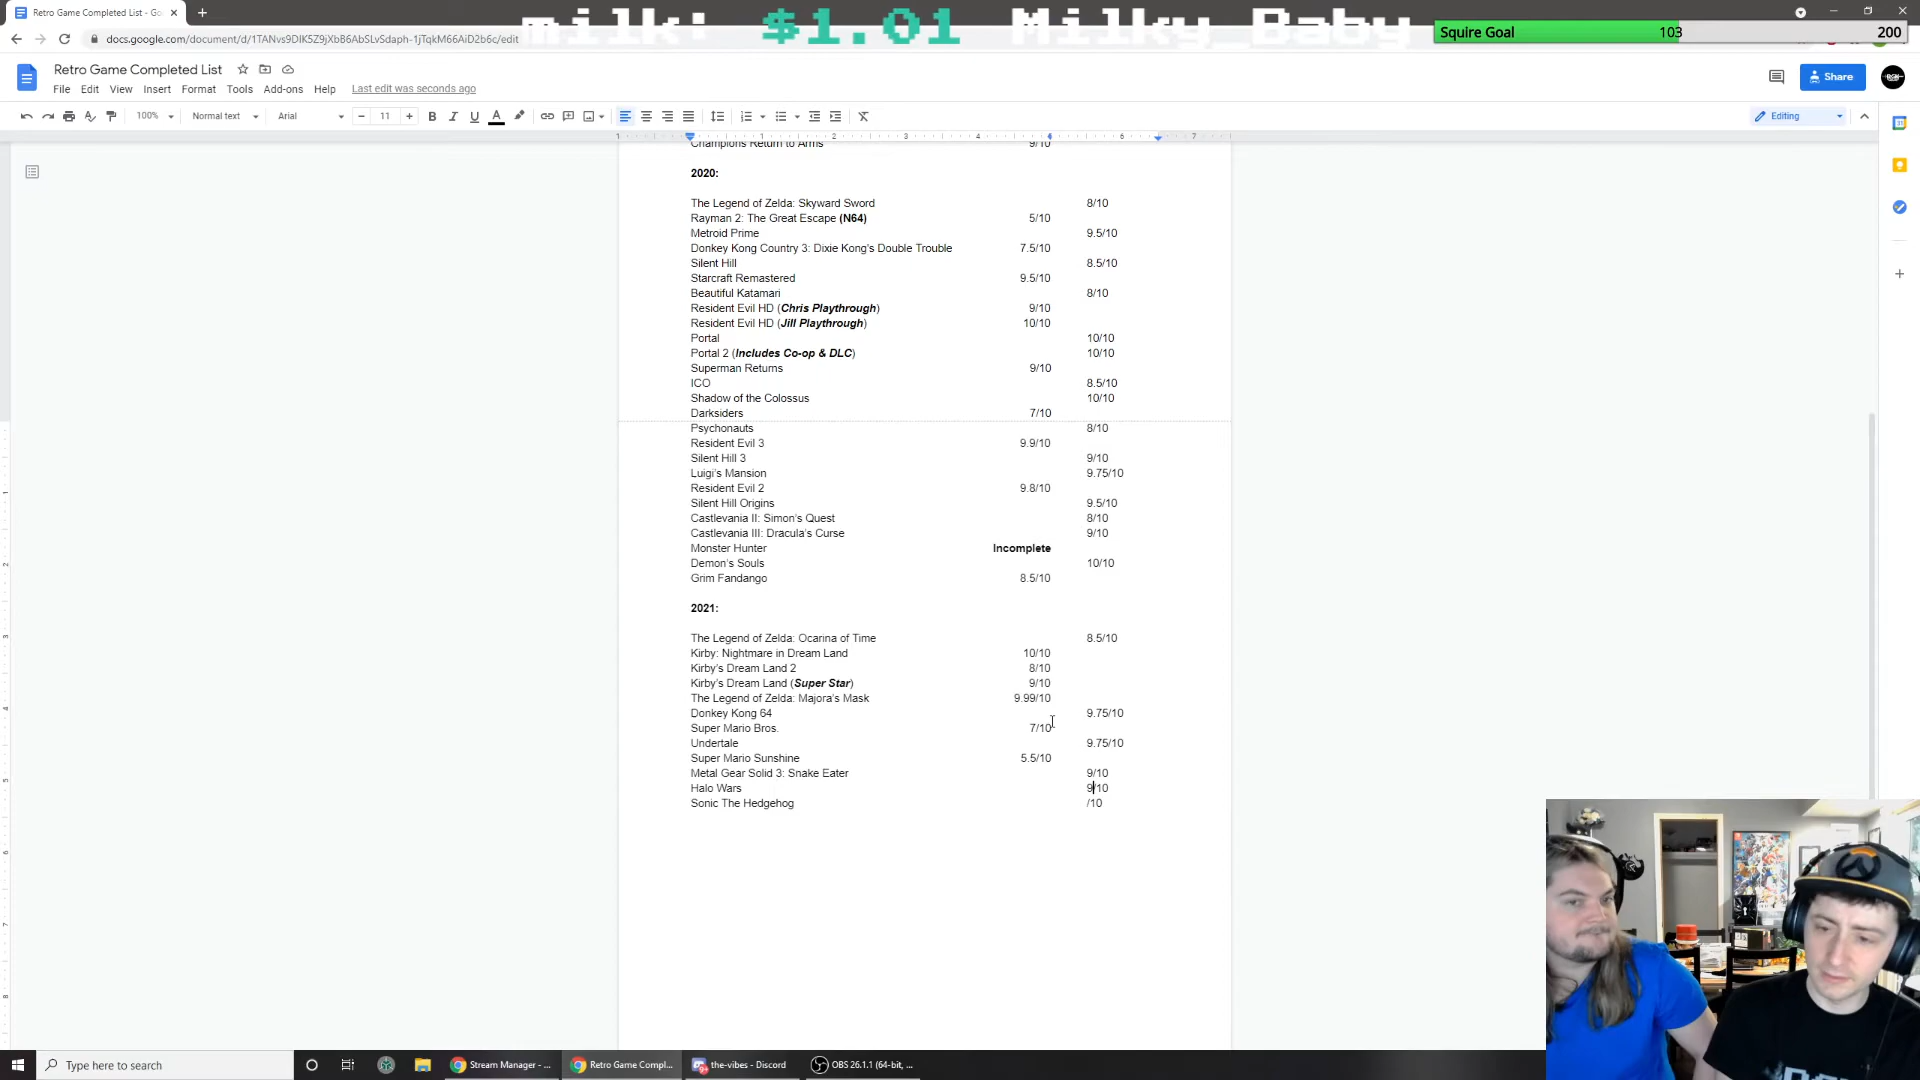 Retro Game Completed List - Go
milk: $1.01 Milky_Baby
Squire Goal 103 200
docs.google.com/document/d/1TANvs9DIK5Z9jXbB6AbSLvSdaph-1jTqkM66AiD2b6c/edit
Retro Game Completed List
File Edit View Insert Format Tools Add-ons Help Last edit was seconds ago
Share
100% Normal text Arial 11 Editing
Champions Return to Arms 9/10
2020:
The Legend of Zelda: Skyward Sword 8/10
Rayman 2: The Great Escape (N64) 5/10
Metroid Prime 9.5/10
Donkey Kong Country 3: Dixie Kong's Double Trouble 7.5/10
Silent Hill 8.5/10
Starcraft Remastered 9.5/10
Beautiful Katamari 8/10
Resident Evil HD (Chris Playthrough) 9/10
Resident Evil HD (Jill Playthrough) 10/10
Portal 10/10
Portal 2 (Includes Co-op & DLC) 10/10
Superman Returns 9/10
ICO 8.5/10
Shadow of the Colossus 10/10
Darksiders 7/10
Psychonauts 8/10
Resident Evil 3 9.9/10
Silent Hill 3 9/10
Luigi's Mansion 9.75/10
Resident Evil 2 9.8/10
Silent Hill Origins 9.5/10
Castlevania II: Simon's Quest 8/10
Castlevania III: Dracula's Curse 9/10
Monster Hunter Incomplete
Demon's Souls 10/10
Grim Fandango 8.5/10
2021:
The Legend of Zelda: Ocarina of Time 8.5/10
Kirby: Nightmare in Dream Land 10/10
Kirby's Dream Land 2 8/10
Kirby's Dream Land (Super Star) 9/10
The Legend of Zelda: Majora's Mask 9.99/10
Donkey Kong 64 9.75/10
Super Mario Bros. 7/10
Undertale 9.75/10
Super Mario Sunshine 5.5/10
Metal Gear Solid 3: Snake Eater 9/10
Halo Wars 9/10
Sonic The Hedgehog /10
Type here to search Stream Manager - ... Retro Game Compl... the-vibes - Discord OBS 26.1.1 (64-bit, ...